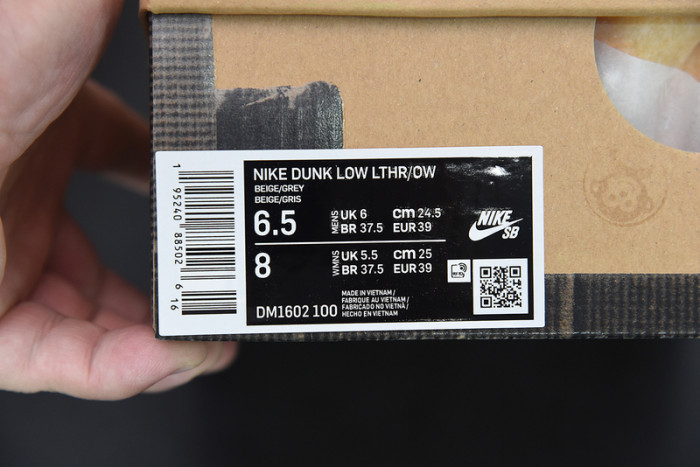 1 95240 88502 6 16
NIKE DUNK LOW LTHR/OW
BEIGE/GREY
BEIGE/GRIS
6.5 MENS UK 6 cm 24.5
BR 37.5 EUR 39
8 WMNS UK 5.5 cm 25
BR 37.5 EUR 39
NIKE
SB
DM1602 100
MADE IN VIETNAM/
FABRIQUE AU VIETNAM/
FABRICADO NO VIETNÃ/
HECHO EN VIETNAM